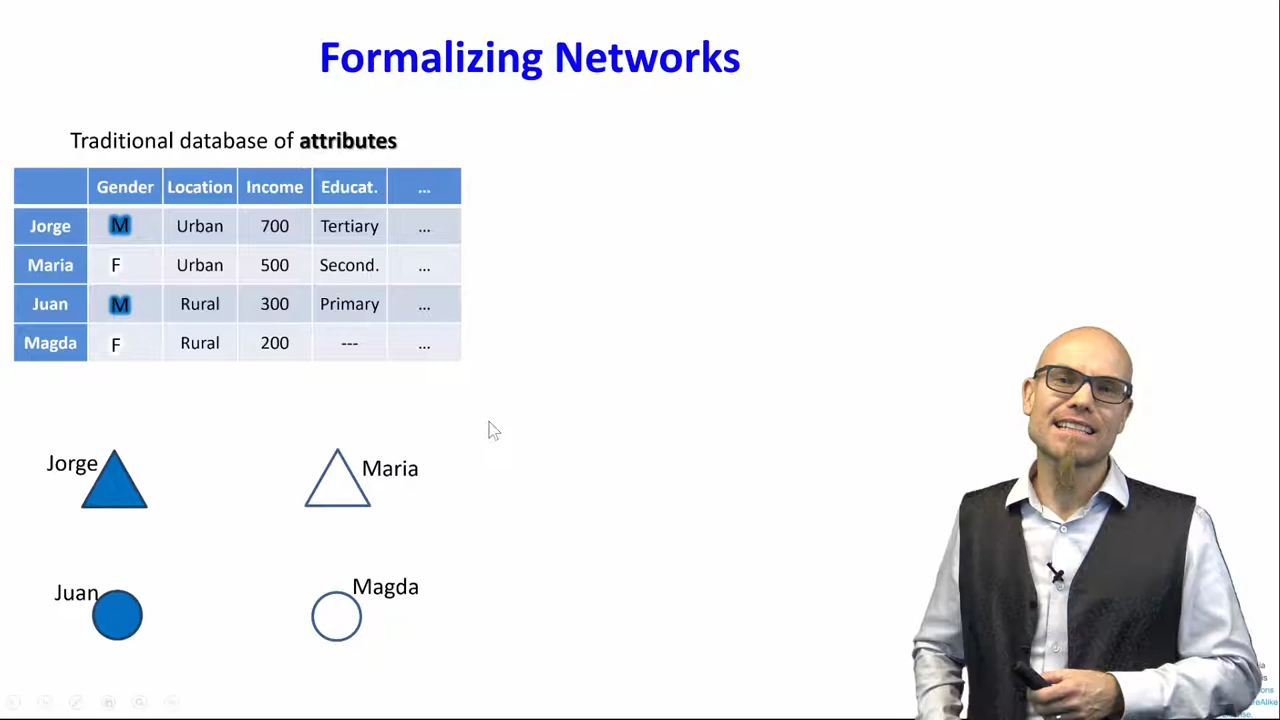 Formalizing Networks
Traditional database of attributes
Gender Location Income Educat. ...
Jorge M Urban 700 Tertiary ...
Maria F Urban 500 Second. ...
Juan M Rural 300 Primary ...
Magda F Rural 200 --- ...
Jorge Maria
Juan Magda